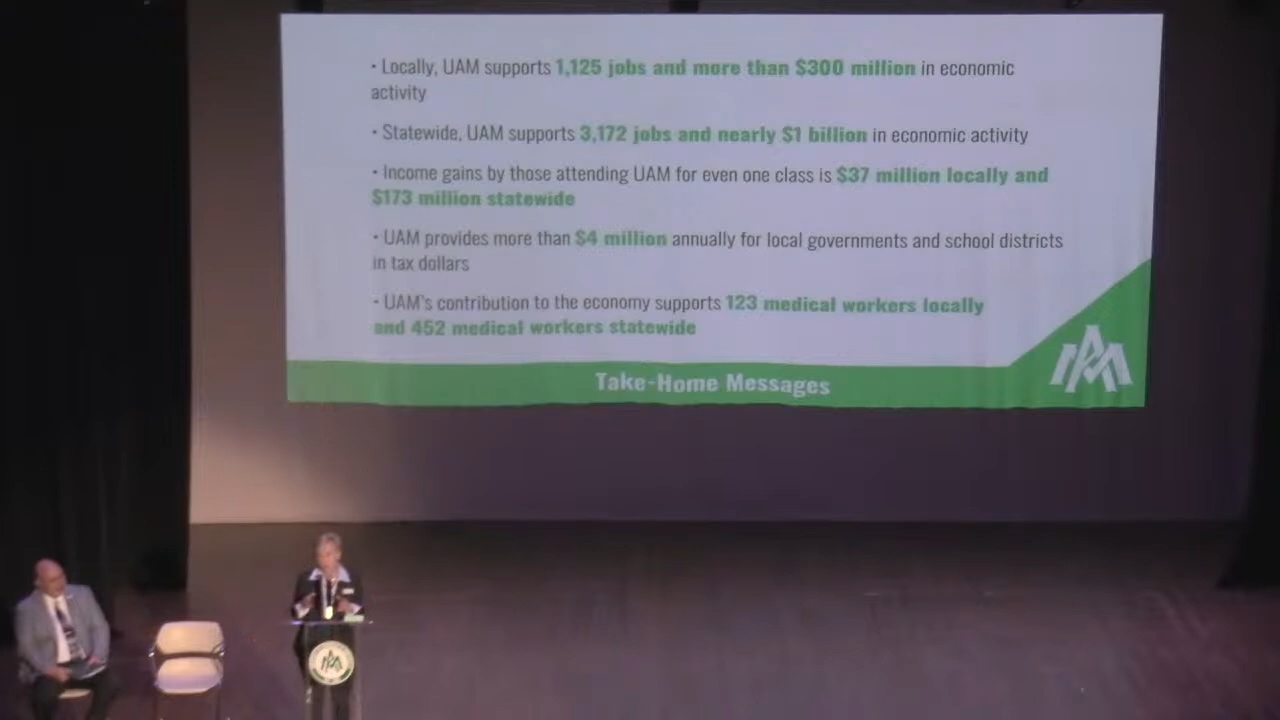 • Locally, UAM supports 1,125 jobs and more than $300 million in economic
activity
• Statewide, UAM supports 3,172 jobs and nearly $1 billion in economic activity
• Income gains by those attending UAM for even one class is $37 million locally and
$173 million statewide
• UAM provides more than $4 million annually for local governments and school districts
in tax dollars
• UAM's contribution to the economy supports 123 medical workers locally
and 452 medical workers statewide
Take-Home Messages